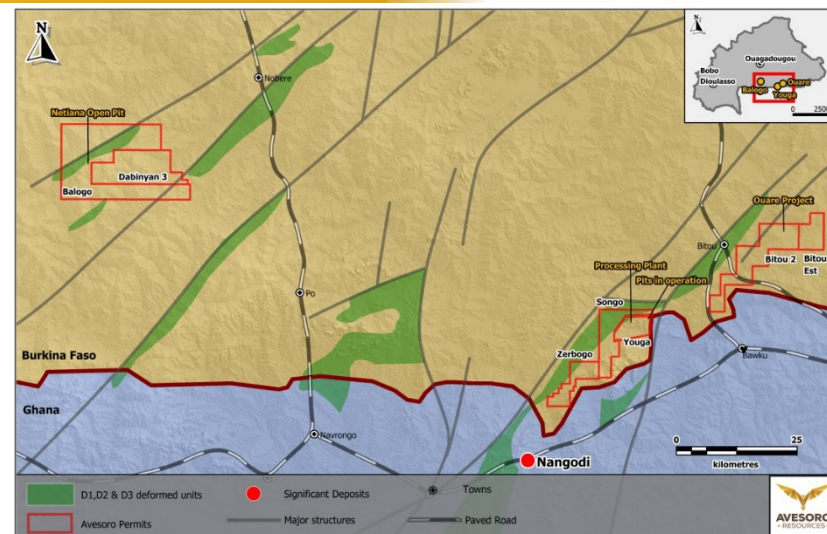 N
N
Ouagadougou
Bobo
Dioulasso
Balogo
Ouare
Youga
0 2500
Nobere
Netiana Open Pit
Dabinyan 3
Balogo
Ouare Project
Bitou
Bitou 2
Bitou
Est
Processing Plant
Pits in operation
Po
Songo
Youga
Zerbogo
Bawku
Burkina Faso
Ghana
Navrongo
Nangodi
0 25
kilometres
D1,D2 & D3 deformed units
Significant Deposits
Towns
Avesoro Permits
Major structures
Paved Road
AVESORO
RESOURCES